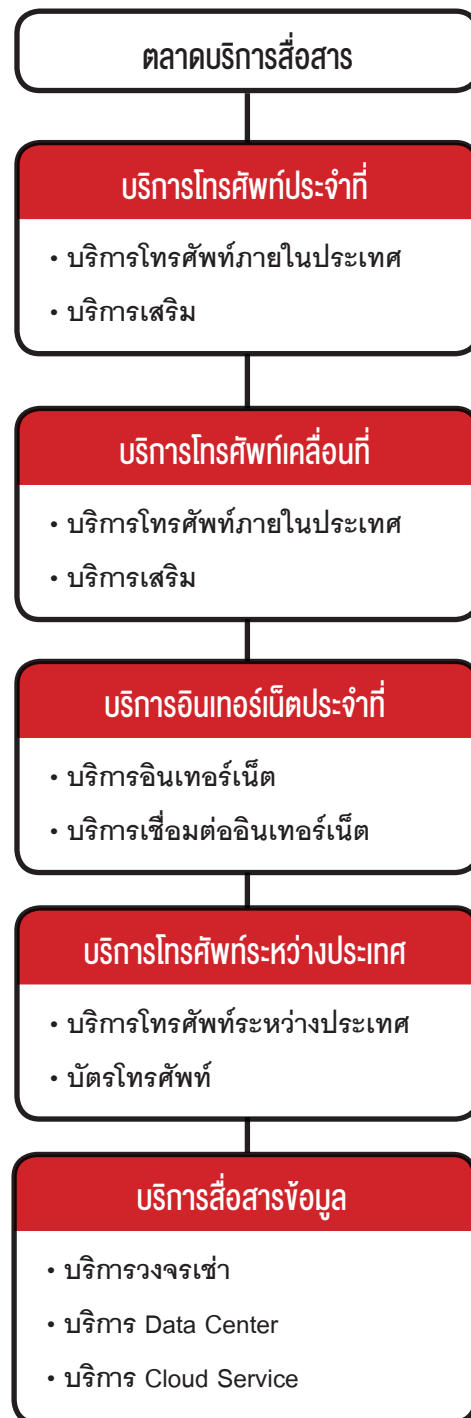 ตลาดบริการสื่อสาร
บริการโทรศัพท์ประจำที่
• บริการโทรศัพท์ภายในประเทศ
• บริการเสริม
บริการโทรศัพท์เคลื่อนที่
• บริการโทรศัพท์ภายในประเทศ
• บริการเสริม
บริการอินเทอร์เน็ตประจำที่
• บริการอินเทอร์เน็ต
• บริการเชื่อมต่ออินเทอร์เน็ต
บริการโทรศัพท์ระหว่างประเทศ
• บริการโทรศัพท์ระหว่างประเทศ
• บัตรโทรศัพท์
บริการสื่อสารข้อมูล
• บริการวงจรเช่า
• บริการ Data Center
• บริการ Cloud Service